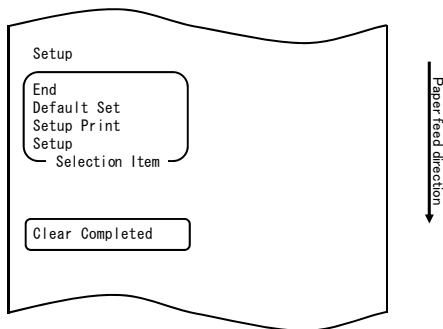 Setup
End
Default Set
Setup Print
Setup
Selection Item
Clear Completed
Paper feed direction